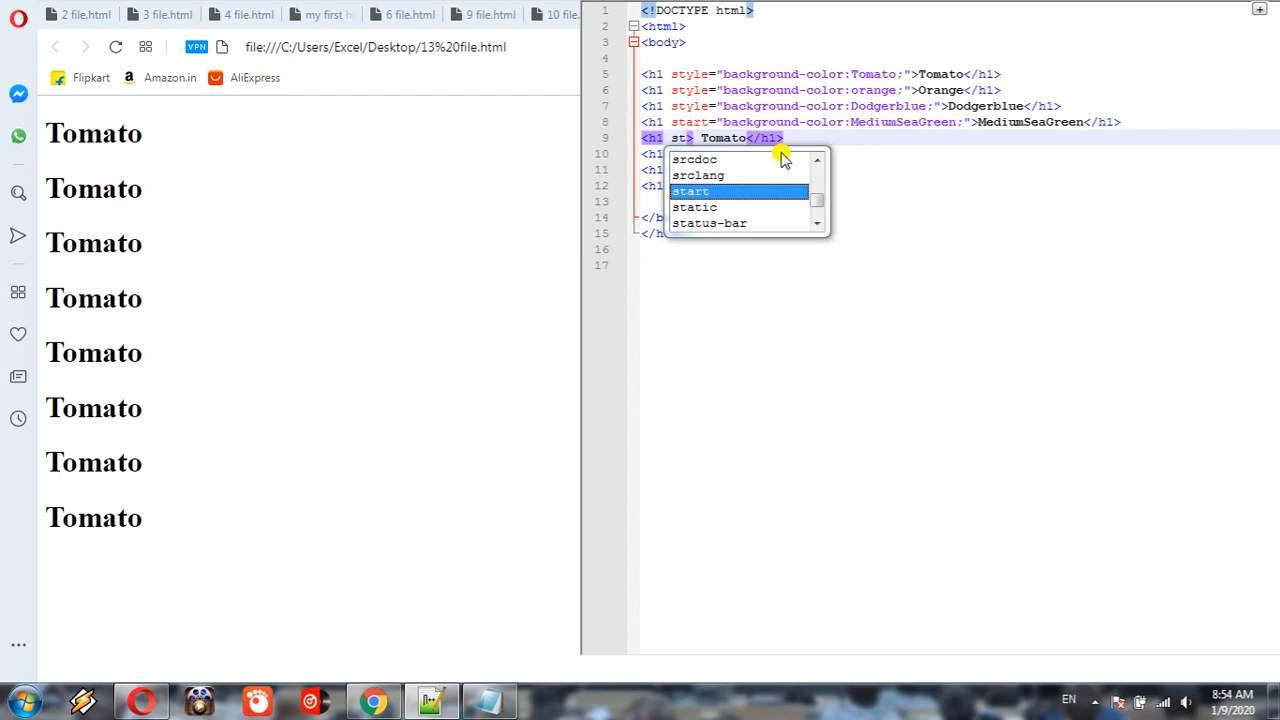 2 file.html
3 file.html
4 file.html
my first h
6 file.html
9 file.html
10 file.
VPN
file:///C:/Users/Excel/Desktop/13%20file.html
Flipkart
Amazon.in
AliExpress
Tomato
Tomato
Tomato
Tomato
Tomato
Tomato
Tomato
Tomato
1 <!DOCTYPE html>
2 <html>
3 <body>
4
5 <h1 style="background-color:Tomato;">Tomato</h1>
6 <h1 style="background-color:orange;">Orange</h1>
7 <h1 style="background-color:Dodgerblue;">Dodgerblue</h1>
8 <h1 start="background-color:MediumSeaGreen;">MediumSeaGreen</h1>
9 <h1 st> Tomato</h1>
10 <h1
11 <h1
12 <h1
13
14 </b
15 </h
16
17
srcdoc
srclang
start
static
status-bar
EN
8:54 AM
1/9/2020